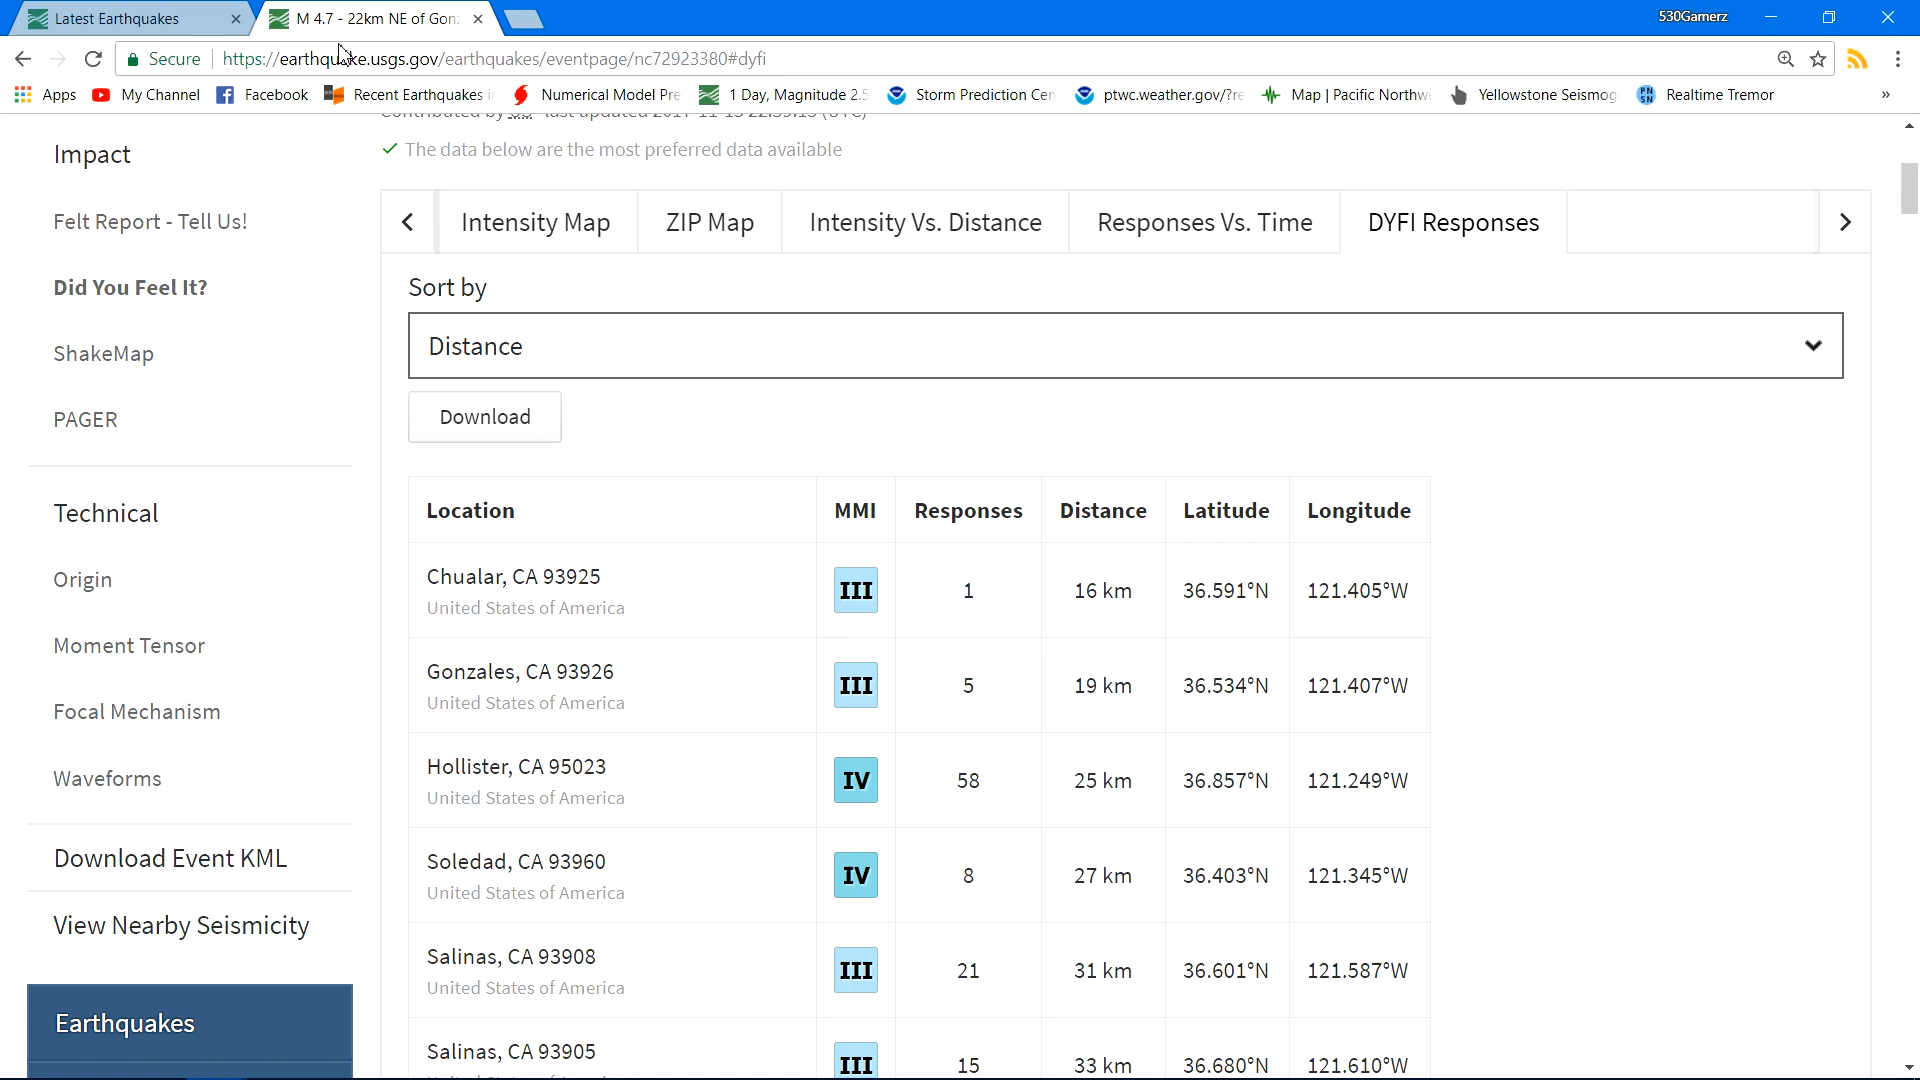 Latest Earthquakes
M 4.7 - 22km NE of Gonz
530Gamerz
Secure
https://earthquake.usgs.gov/earthquakes/eventpage/nc72923380#dyfi
Apps
My Channel
Facebook
Recent Earthquakes i
Numerical Model Pre
1 Day, Magnitude 2.5
Storm Prediction Cen
ptwc.weather.gov/?re
Map | Pacific Northwe
Yellowstone Seismog
Realtime Tremor
»
The data below are the most preferred data available
Impact
Felt Report - Tell Us!
Did You Feel It?
ShakeMap
PAGER
Technical
Origin
Moment Tensor
Focal Mechanism
Waveforms
Download Event KML
View Nearby Seismicity
Earthquakes
Intensity Map
ZIP Map
Intensity Vs. Distance
Responses Vs. Time
DYFI Responses
Sort by
Distance
Download
Location MMI Responses Distance Latitude Longitude
Chualar, CA 93925 III 1 16 km 36.591°N 121.405°W
United States of America
Gonzales, CA 93926 III 5 19 km 36.534°N 121.407°W
United States of America
Hollister, CA 95023 IV 58 25 km 36.857°N 121.249°W
United States of America
Soledad, CA 93960 IV 8 27 km 36.403°N 121.345°W
United States of America
Salinas, CA 93908 III 21 31 km 36.601°N 121.587°W
United States of America
Salinas, CA 93905 III 15 33 km 36.680°N 121.610°W